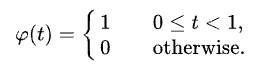 φ(t) = { 1 0 ≤ t < 1,
0 otherwise.